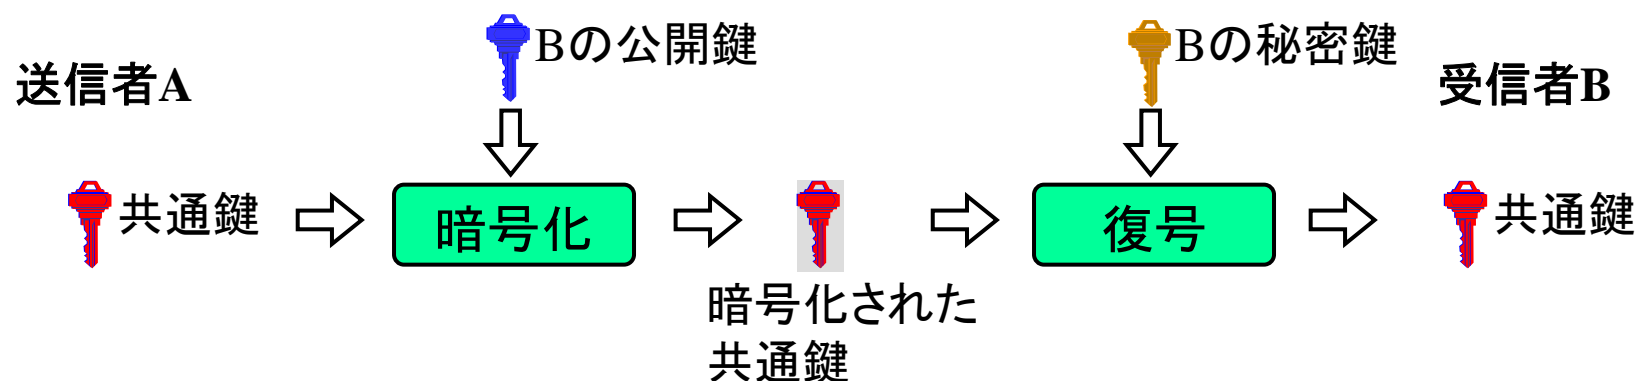 Bの公開鍵
Bの秘密鍵
送信者A
受信者B
共通鍵
暗号化
復号
共通鍵
暗号化された
共通鍵